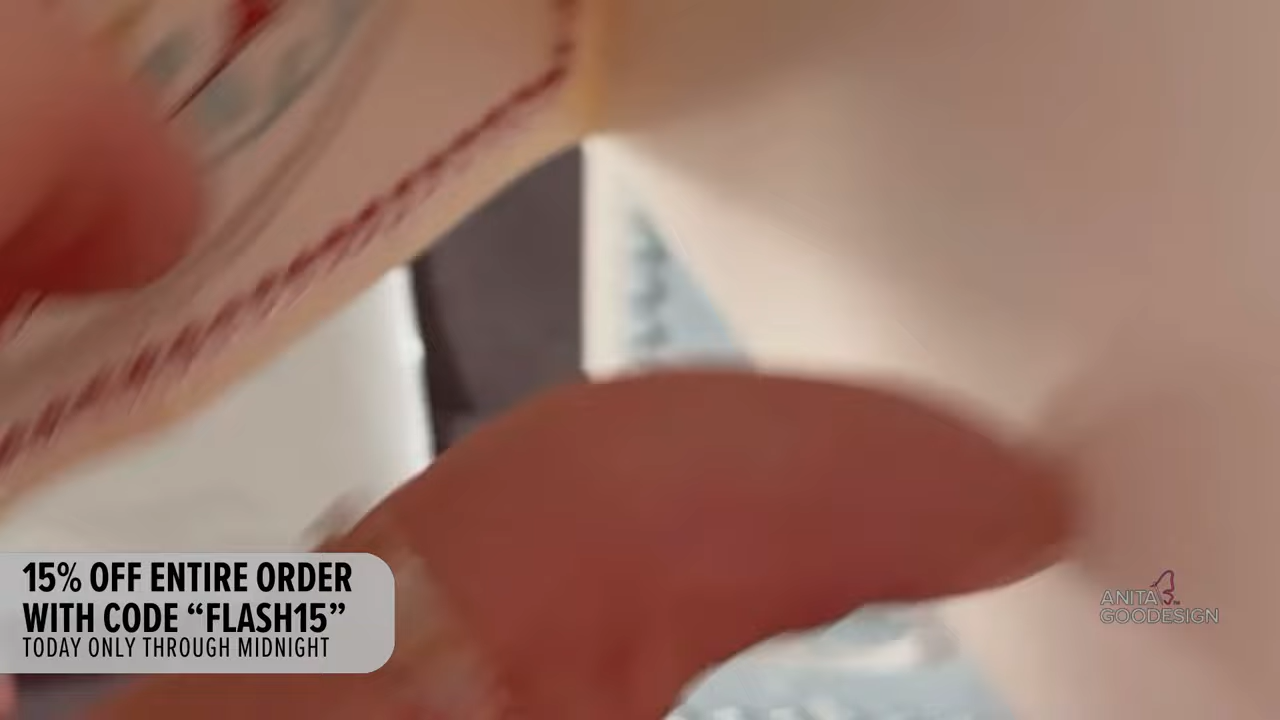 15% OFF ENTIRE ORDER
WITH CODE “FLASH15”
TODAY ONLY THROUGH MIDNIGHT
ANITA
GOODESIGN